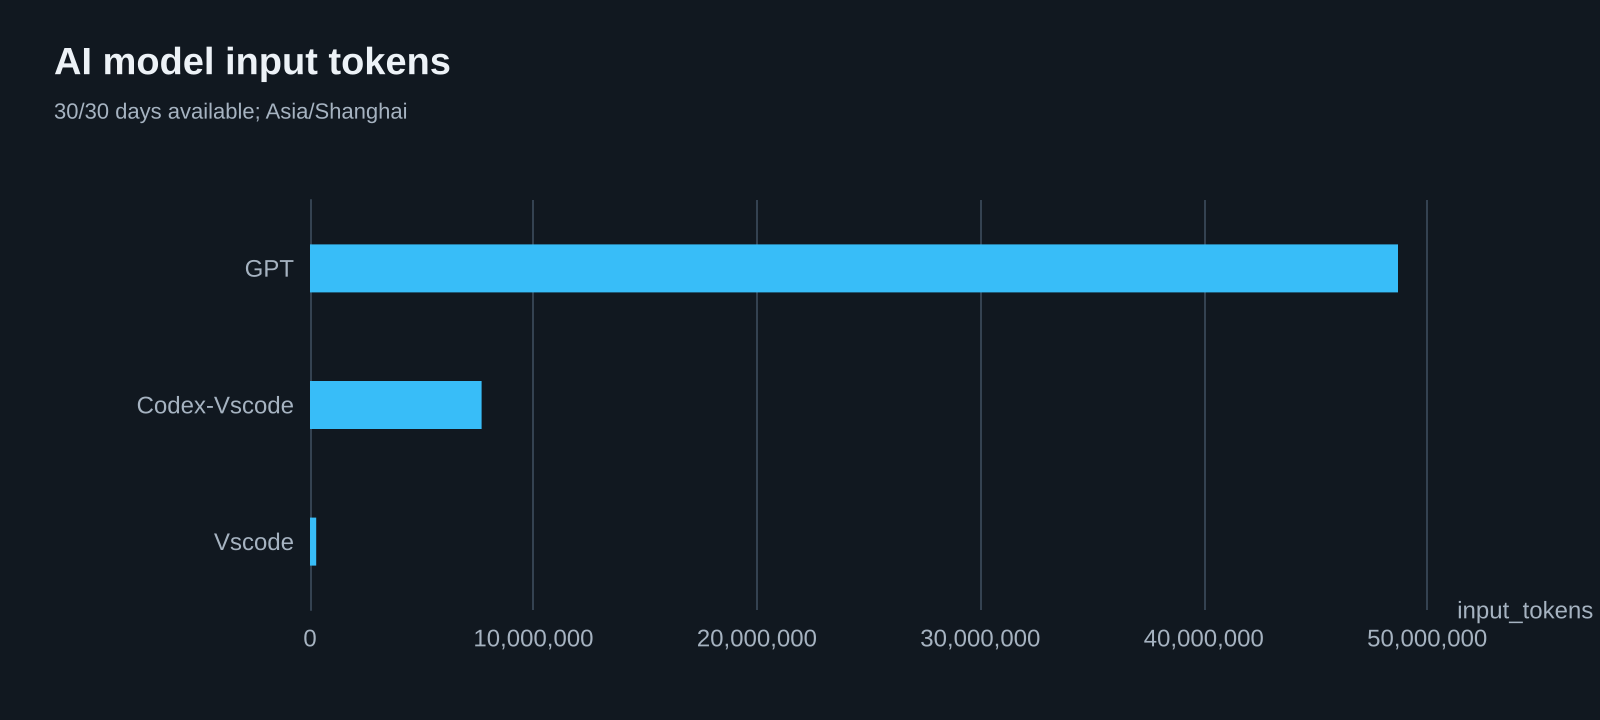 AI model input tokens
30/30 days available; Asia/Shanghai
GPT
Codex-Vscode
Vscode
input_tokens
0
10,000,000
20,000,000
30,000,000
40,000,000
50,000,000